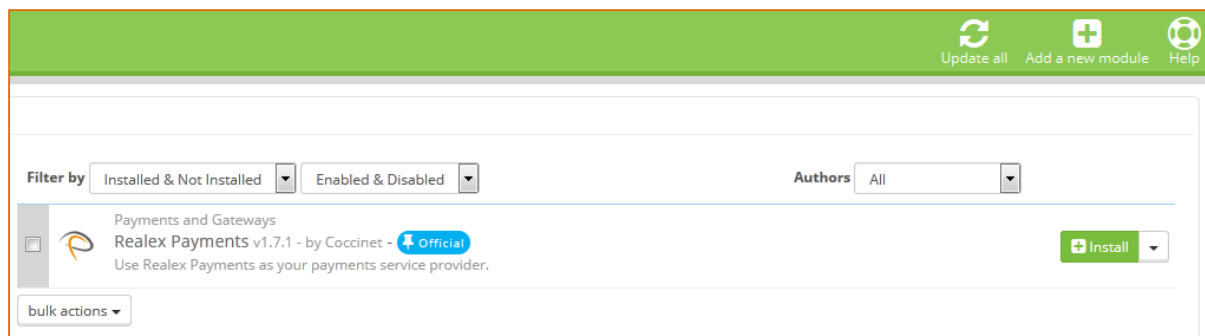 Update all Add a new module Help
Filter by Installed & Not Installed Enabled & Disabled Authors All
Payments and Gateways
Realex Payments v1.7.1 - by Coccinet - Official
Use Realex Payments as your payments service provider.
Install
bulk actions